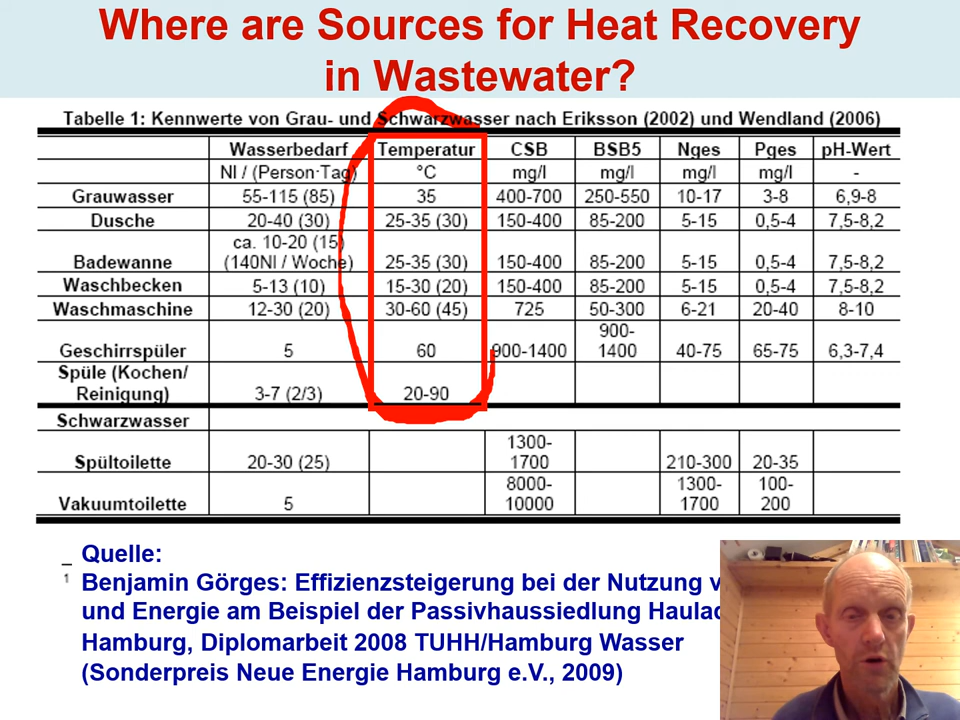 Where are Sources for Heat Recovery
in Wastewater?
Tabelle 1: Kennwerte von Grau- und Schwarzwasser nach Eriksson (2002) und Wendland (2006)
Wasserbedarf Temperatur CSB BSB5 Nges Pges pH-Wert
Nl / (Person·Tag) °C mg/l mg/l mg/l mg/l -
Grauwasser 55-115 (85) 35 400-700 250-550 10-17 3-8 6,9-8
Dusche 20-40 (30) 25-35 (30) 150-400 85-200 5-15 0,5-4 7,5-8,2
ca. 10-20 (15)
Badewanne (140Nl / Woche) 25-35 (30) 150-400 85-200 5-15 0,5-4 7,5-8,2
Waschbecken 5-13 (10) 15-30 (20) 150-400 85-200 5-15 0,5-4 7,5-8,2
Waschmaschine 12-30 (20) 30-60 (45) 725 50-300 6-21 20-40 8-10
900-
Geschirrspüler 5 60 900-1400 1400 40-75 65-75 6,3-7,4
Spüle (Kochen/
Reinigung) 3-7 (2/3) 20-90
Schwarzwasser
1300-
Spültoilette 20-30 (25) 1700 210-300 20-35
8000- 1300- 100-
Vakuumtoilette 5 10000 1700 200
Quelle:
1 Benjamin Görges: Effizienzsteigerung bei der Nutzung
und Energie am Beispiel der Passivhaussiedlung
Hamburg, Diplomarbeit 2008 TUHH/Hamburg Wasser
(Sonderpreis Neue Energie Hamburg e.V., 2009)